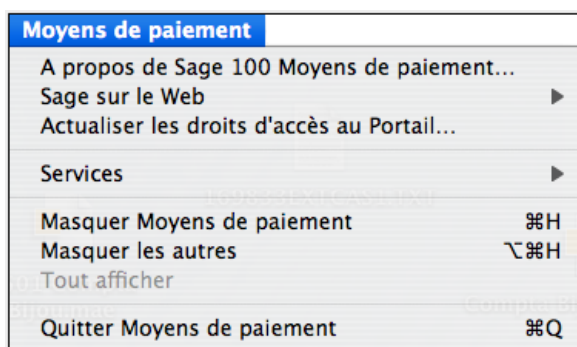 Moyens de paiement
A propos de Sage 100 Moyens de paiement...
Sage sur le Web
Actualiser les droits d'accès au Portail...
Services
Masquer Moyens de paiement ⌘H
Masquer les autres ⌥⌘H
Tout afficher
Quitter Moyens de paiement ⌘Q